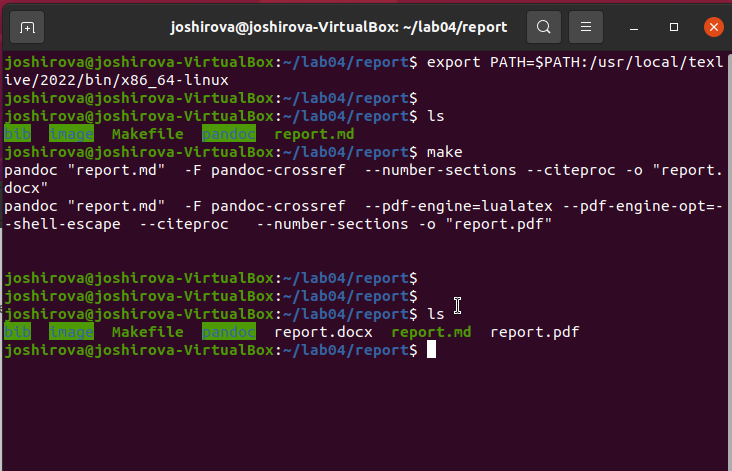 joshirova@joshirova-VirtualBox: ~/lab04/report
joshirova@joshirova-VirtualBox:~/lab04/report$ export PATH=$PATH:/usr/local/texl
ive/2022/bin/x86_64-linux
joshirova@joshirova-VirtualBox:~/lab04/report$
joshirova@joshirova-VirtualBox:~/lab04/report$ ls
bib  image  Makefile  pandoc  report.md
joshirova@joshirova-VirtualBox:~/lab04/report$ make
pandoc "report.md"  -F pandoc-crossref  --number-sections --citeproc -o "report.
docx"
pandoc "report.md"  -F pandoc-crossref  --pdf-engine=lualatex --pdf-engine-opt=-
-shell-escape  --citeproc   --number-sections -o "report.pdf"
joshirova@joshirova-VirtualBox:~/lab04/report$
joshirova@joshirova-VirtualBox:~/lab04/report$
joshirova@joshirova-VirtualBox:~/lab04/report$ ls
bib  image  Makefile  pandoc  report.docx  report.md  report.pdf
joshirova@joshirova-VirtualBox:~/lab04/report$